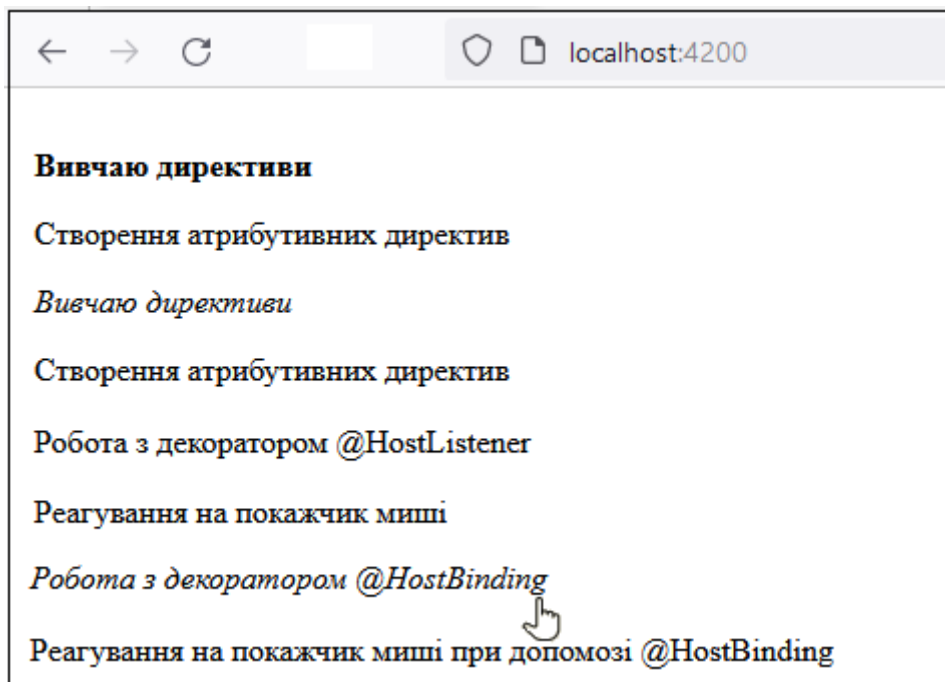 localhost:4200
Вивчаю директиви
Створення атрибутивних директив
Вивчаю директиви
Створення атрибутивних директив
Робота з декоратором @HostListener
Реагування на покажчик миші
Робота з декоратором @HostBinding
Реагування на покажчик миші при допомозі @HostBinding